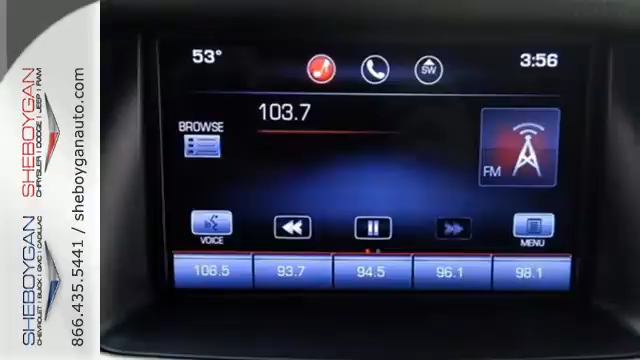 53°
SW
3:56
103.7
BROWSE
FM
VOICE
MENU
106.5 93.7 94.5 96.1 98.1
SHEBOYGAN
CHRYSLER | DODGE | JEEP | RAM
SHEBOYGAN
CHEVROLET | BUICK | GMC | CADILLAC
866.435.5441 / sheboyganauto.com